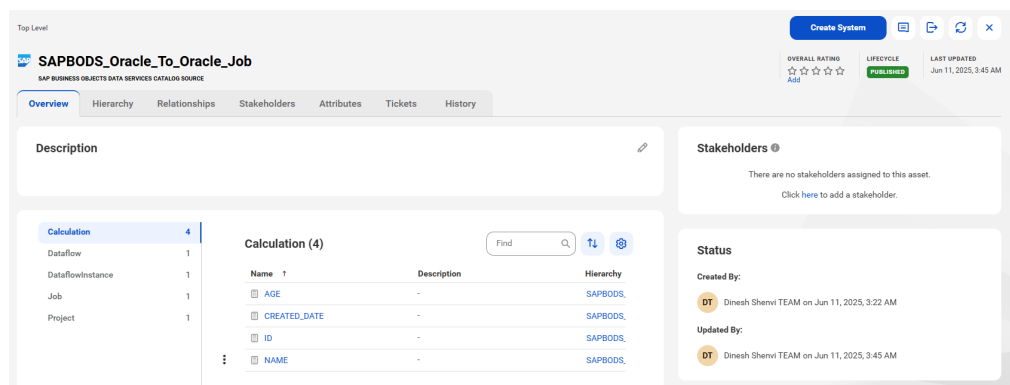 Top Level
Create System
SAP
SAPBODS_Oracle_To_Oracle_Job
SAP BUSINESS OBJECTS DATA SERVICES CATALOG SOURCE
OVERALL RATING
Add
LIFECYCLE
PUBLISHED
LAST UPDATED
Jun 11, 2025, 3:45 AM
Overview Hierarchy Relationships Stakeholders Attributes Tickets History
Description
Calculation 4
Dataflow 1
DataflowInstance 1
Job 1
Project 1
Calculation (4)
Find
Name ↑ Description Hierarchy
AGE - SAPBODS_
CREATED_DATE - SAPBODS_
ID - SAPBODS_
NAME - SAPBODS_
Stakeholders
There are no stakeholders assigned to this asset.
Click here to add a stakeholder.
Status
Created By:
DT Dinesh Shenvi TEAM on Jun 11, 2025, 3:22 AM
Updated By:
DT Dinesh Shenvi TEAM on Jun 11, 2025, 3:45 AM